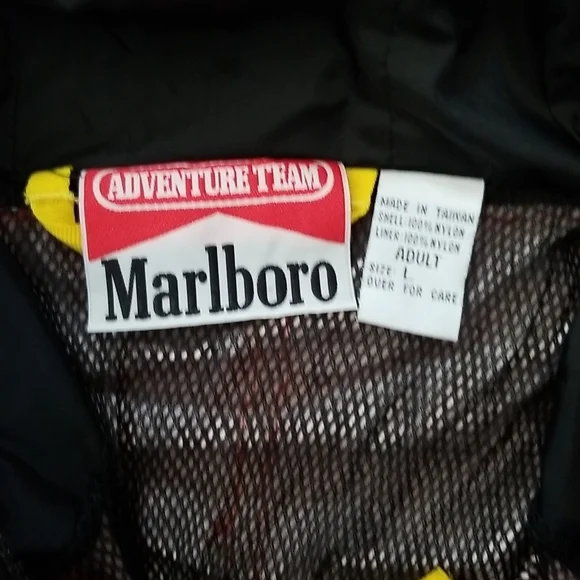 ADVENTURE TEAM
Marlboro
MADE IN TAIWAN
SHELL:100%NYLON
LINER:100%NYLON
ADULT
SIZE: L
OVER FOR CARE